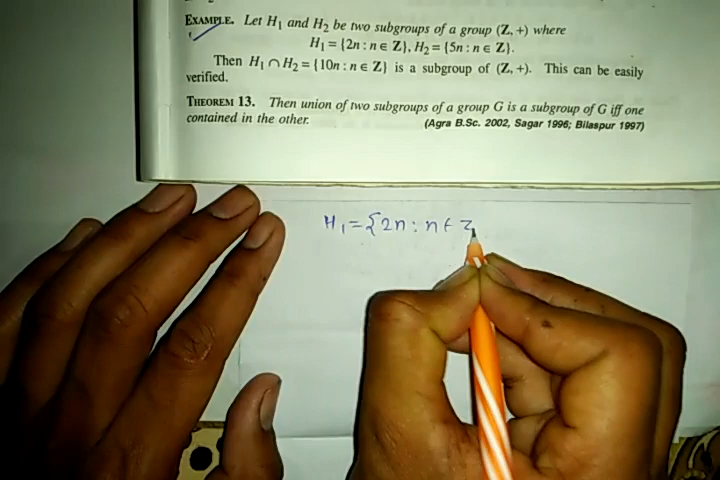 EXAMPLE. Let H₁ and H₂ be two subgroups of a group (Z, +) where
H₁ = {2n : n ∈ Z}, H₂ = {5n : n ∈ Z}.
Then H₁ ∩ H₂ = {10n : n ∈ Z} is a subgroup of (Z, +). This can be easily
verified.
THEOREM 13. Then union of two subgroups of a group G is a subgroup of G iff one
contained in the other.
(Agra B.Sc. 2002, Sagar 1996; Bilaspur 1997)
H₁ = {2n : n ∈ Z